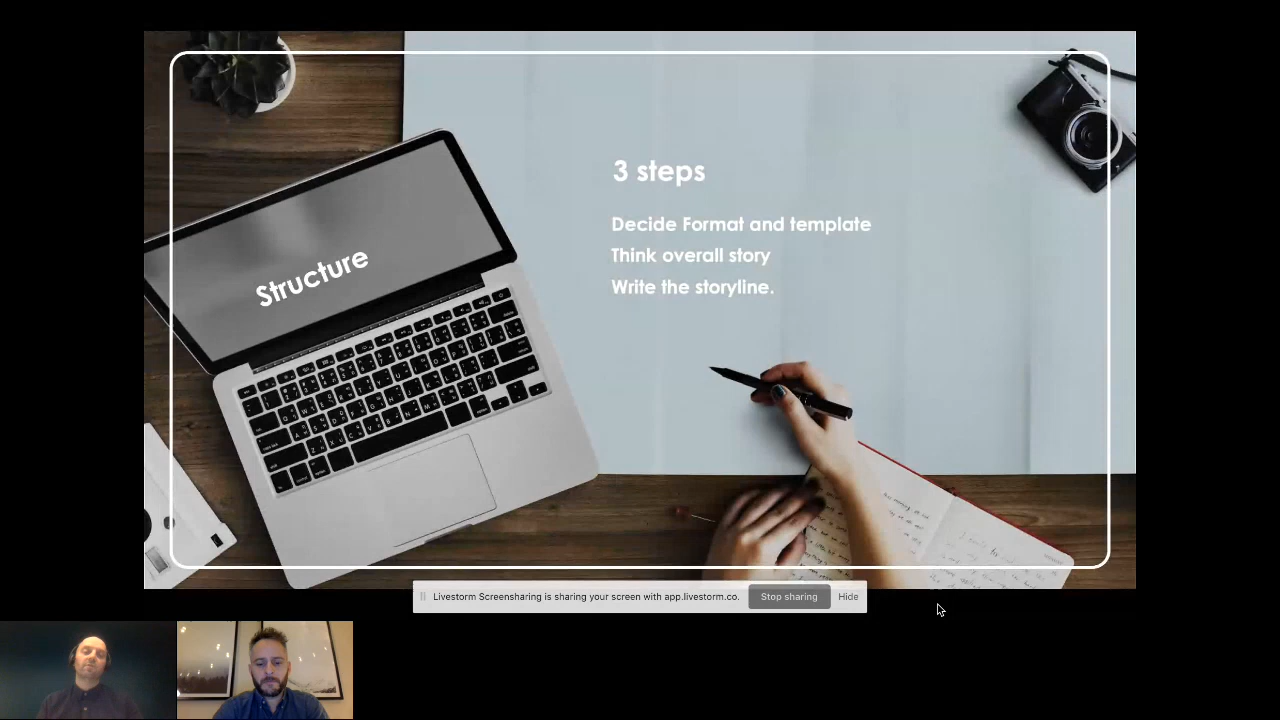 Structure
3 steps
Decide Format and template
Think overall story
Write the storyline.
Livestorm Screensharing is sharing your screen with app.livestorm.co.
Stop sharing
Hide